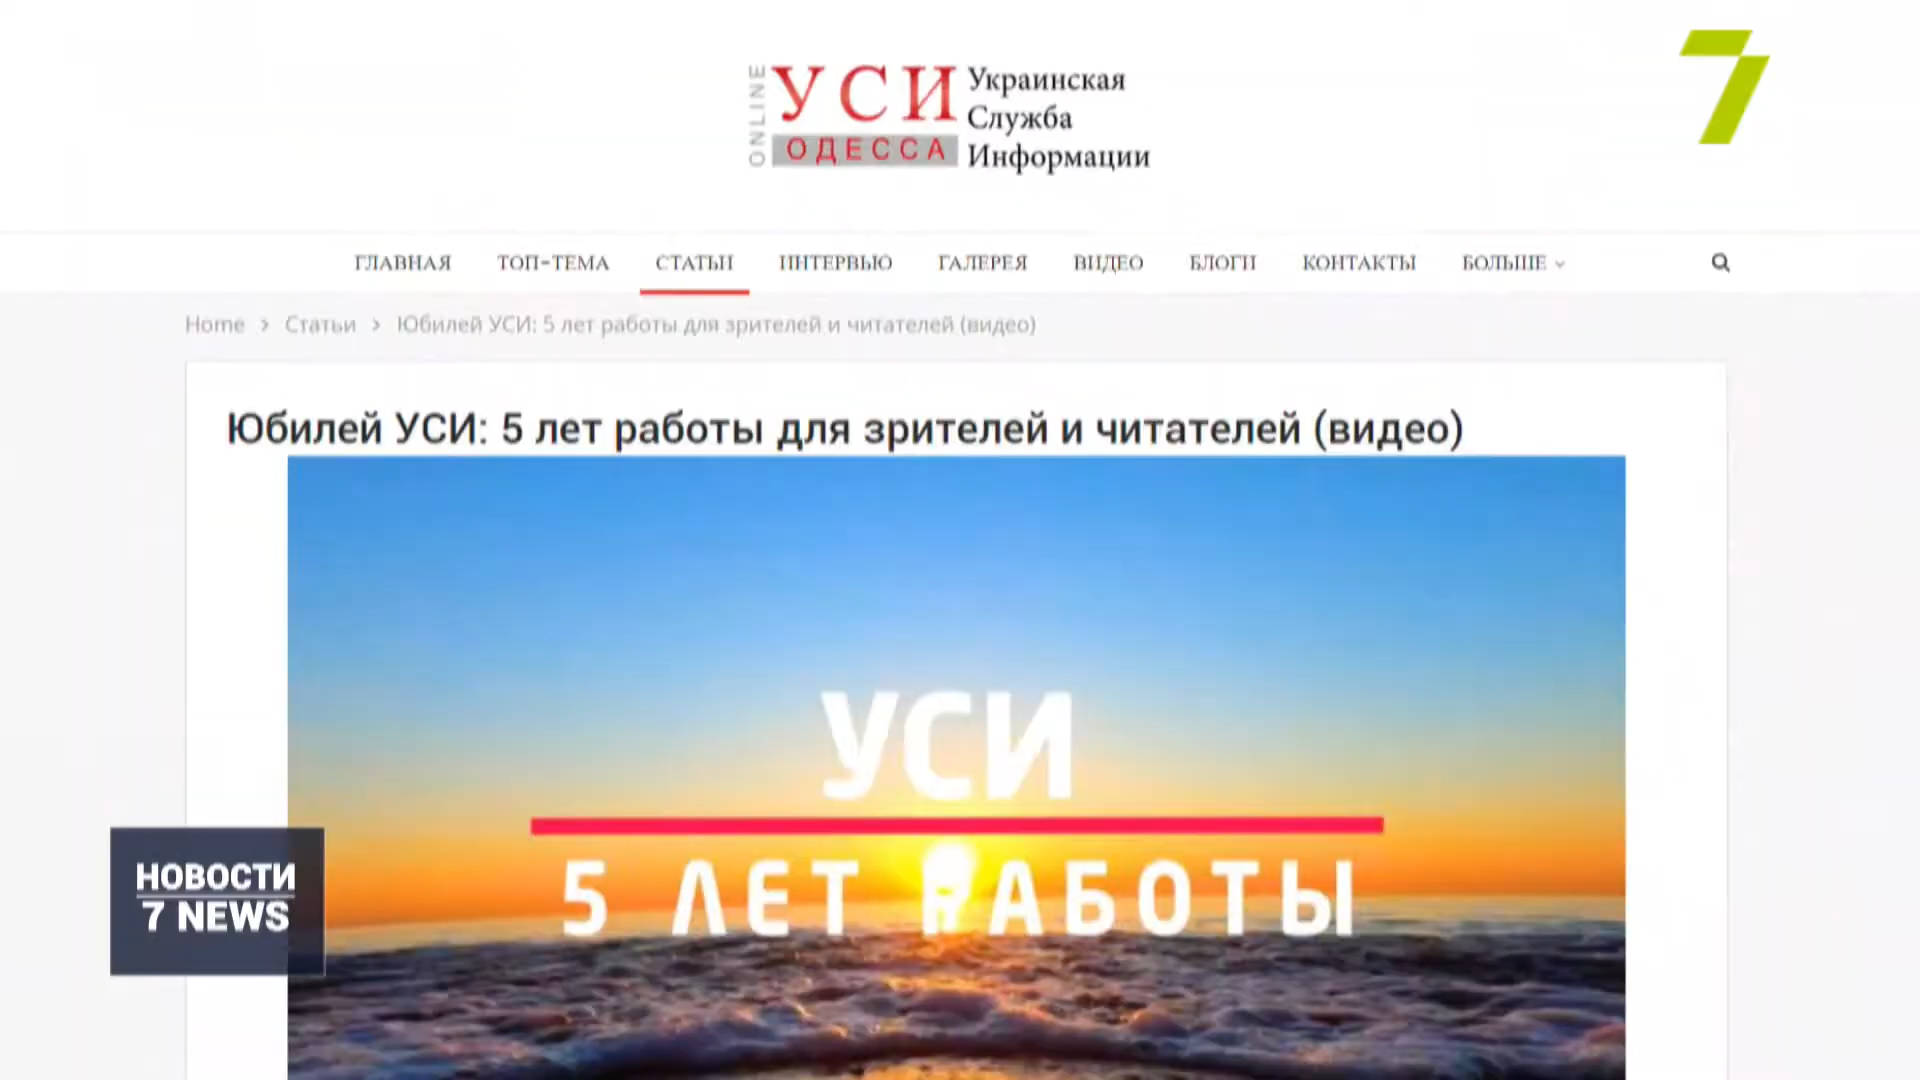 ONLINE
УСИ
ОДЕССА
Украинская
Служба
Информации
7
ГЛАВНАЯ ТОП-ТЕМА СТАТЬИ ИНТЕРВЬЮ ГАЛЕРЕЯ ВИДЕО БЛОГИ КОНТАКТЫ БОЛЬШЕ
Home > Статьи > Юбилей УСИ: 5 лет работы для зрителей и читателей (видео)
Юбилей УСИ: 5 лет работы для зрителей и читателей (видео)
УСИ
5 ЛЕТ РАБОТЫ
НОВОСТИ
7 NEWS